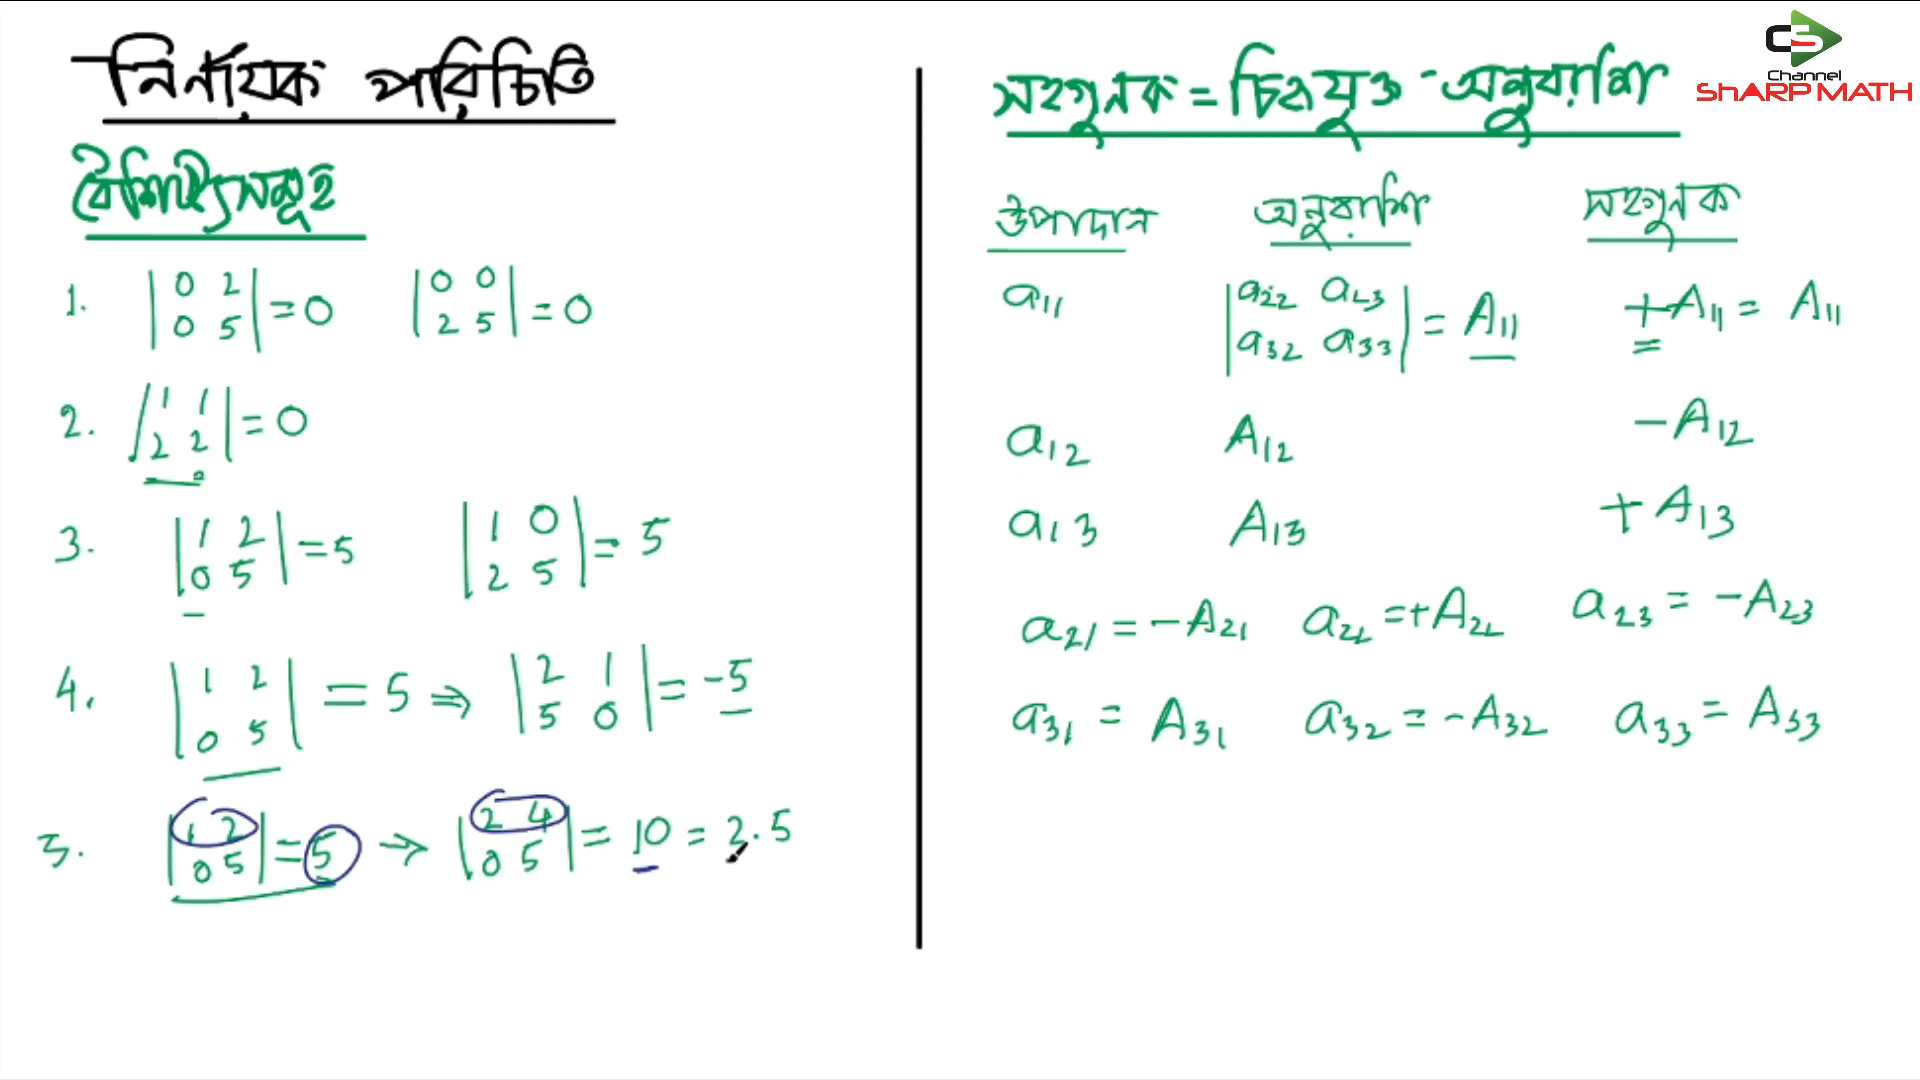 নির্নায়ক পরিচিতি
বৈশিষ্ট্যসমূহ
1. |0 2; 0 5| = 0 |0 0; 2 5| = 0
2. |1 1; 2 2| = 0
3. |1 2; 0 5| = 5 |1 0; 2 5| = 5
4. |1 2; 0 5| = 5 ⇒ |2 1; 5 0| = -5
5. |1 2; 0 5| = 5 → |2 4; 0 5| = 10 = 2.5
সহগুনক = চিহ্নযুক্ত অনুরাশি
Channel
SHARP MATH
উপাদান অনুরাশি সহগুনক
a₁₁ |a₂₂ a₂₃; a₃₂ a₃₃| = A₁₁ +A₁₁ = A₁₁
a₁₂ A₁₂ -A₁₂
a₁₃ A₁₃ +A₁₃
a₂₁ = -A₂₁ a₂₂ = +A₂₂ a₂₃ = -A₂₃
a₃₁ = A₃₁ a₃₂ = -A₃₂ a₃₃ = A₃₃